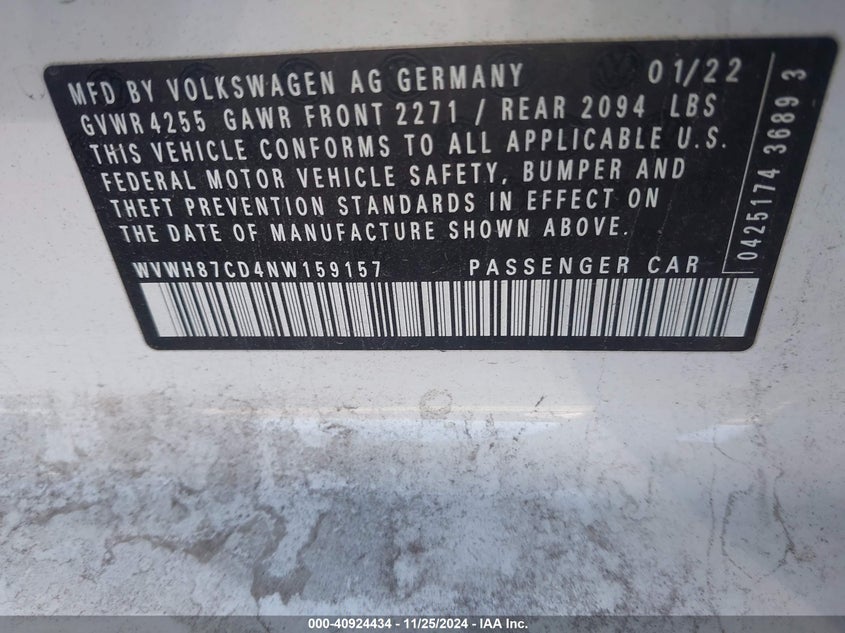 MFD BY VOLKSWAGEN AG GERMANY 01/22
GVWR 4255 GAWR FRONT 2271 / REAR 2094 LBS
THIS VEHICLE CONFORMS TO ALL APPLICABLE U.S.
FEDERAL MOTOR VEHICLE SAFETY, BUMPER AND
THEFT PREVENTION STANDARDS IN EFFECT ON
THE DATE OF MANUFACTURE SHOWN ABOVE.
WVWH87CD4NW159157 PASSENGER CAR
0425174 3689 3
000-40924434 - 11/25/2024 - IAA Inc.